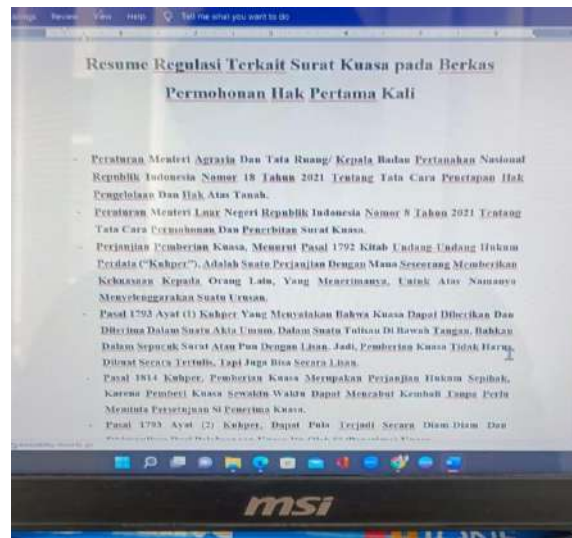 Review View Help Tell me what you want to do
Resume Regulasi Terkait Surat Kuasa pada Berkas
Permohonan Hak Pertama Kali
- Peraturan Menteri Agraria Dan Tata Ruang/ Kepala Badan Pertanahan Nasional
Republik Indonesia Nomor 18 Tahun 2021 Tentang Tata Cara Penetapan Hak
Pengelolaan Dan Hak Atas Tanah.
- Peraturan Menteri Luar Negeri Republik Indonesia Nomor 8 Tahun 2021 Tentang
Tata Cara Permohonan Dan Penerbitan Surat Kuasa.
- Perjanjian Pemberian Kuasa, Menurut Pasal 1792 Kitab Undang-Undang Hukum
Perdata ("Kuhper"), Adalah Suatu Perjanjian Dengan Mana Seseorang Memberikan
Kekuasaan Kepada Orang Lain, Yang Menerimanya, Untuk Atas Namanya
Menyelenggarakan Suatu Urusan.
- Pasal 1793 Ayat (1) Kuhper Yang Menyatakan Bahwa Kuasa Dapat Diberikan Dan
Diterima Dalam Suatu Akta Umum, Dalam Suatu Tulisan Di Bawah Tangan, Bahkan
Dalam Sepucuk Surat Atau Pun Dengan Lisan. Jadi, Pemberian Kuasa Tidak Harus
Dibuat Secara Tertulis, Tapi Juga Bisa Secara Lisan.
- Pasal 1814 Kuhper, Pemberian Kuasa Merupakan Perjanjian Hukum Sepihak,
Karena Pemberi Kuasa Sewaktu Waktu Dapat Mencabut Kembali Tanpa Perlu
Meminta Persetujuan Si Penerima Kuasa.
- Pasal 1793 Ayat (2) Kuhper, Dapat Pula Terjadi Secara Diam Diam Dan
msi